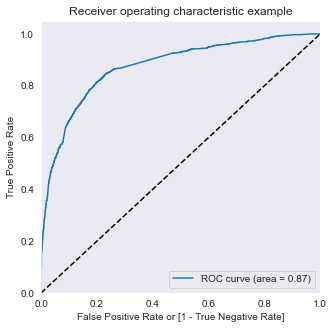 Receiver operating characteristic example
True Positive Rate
1.0
0.8
0.6
0.4
0.2
0.0
ROC curve (area = 0.87)
0.0 0.2 0.4 0.6 0.8 1.0
False Positive Rate or [1 - True Negative Rate]